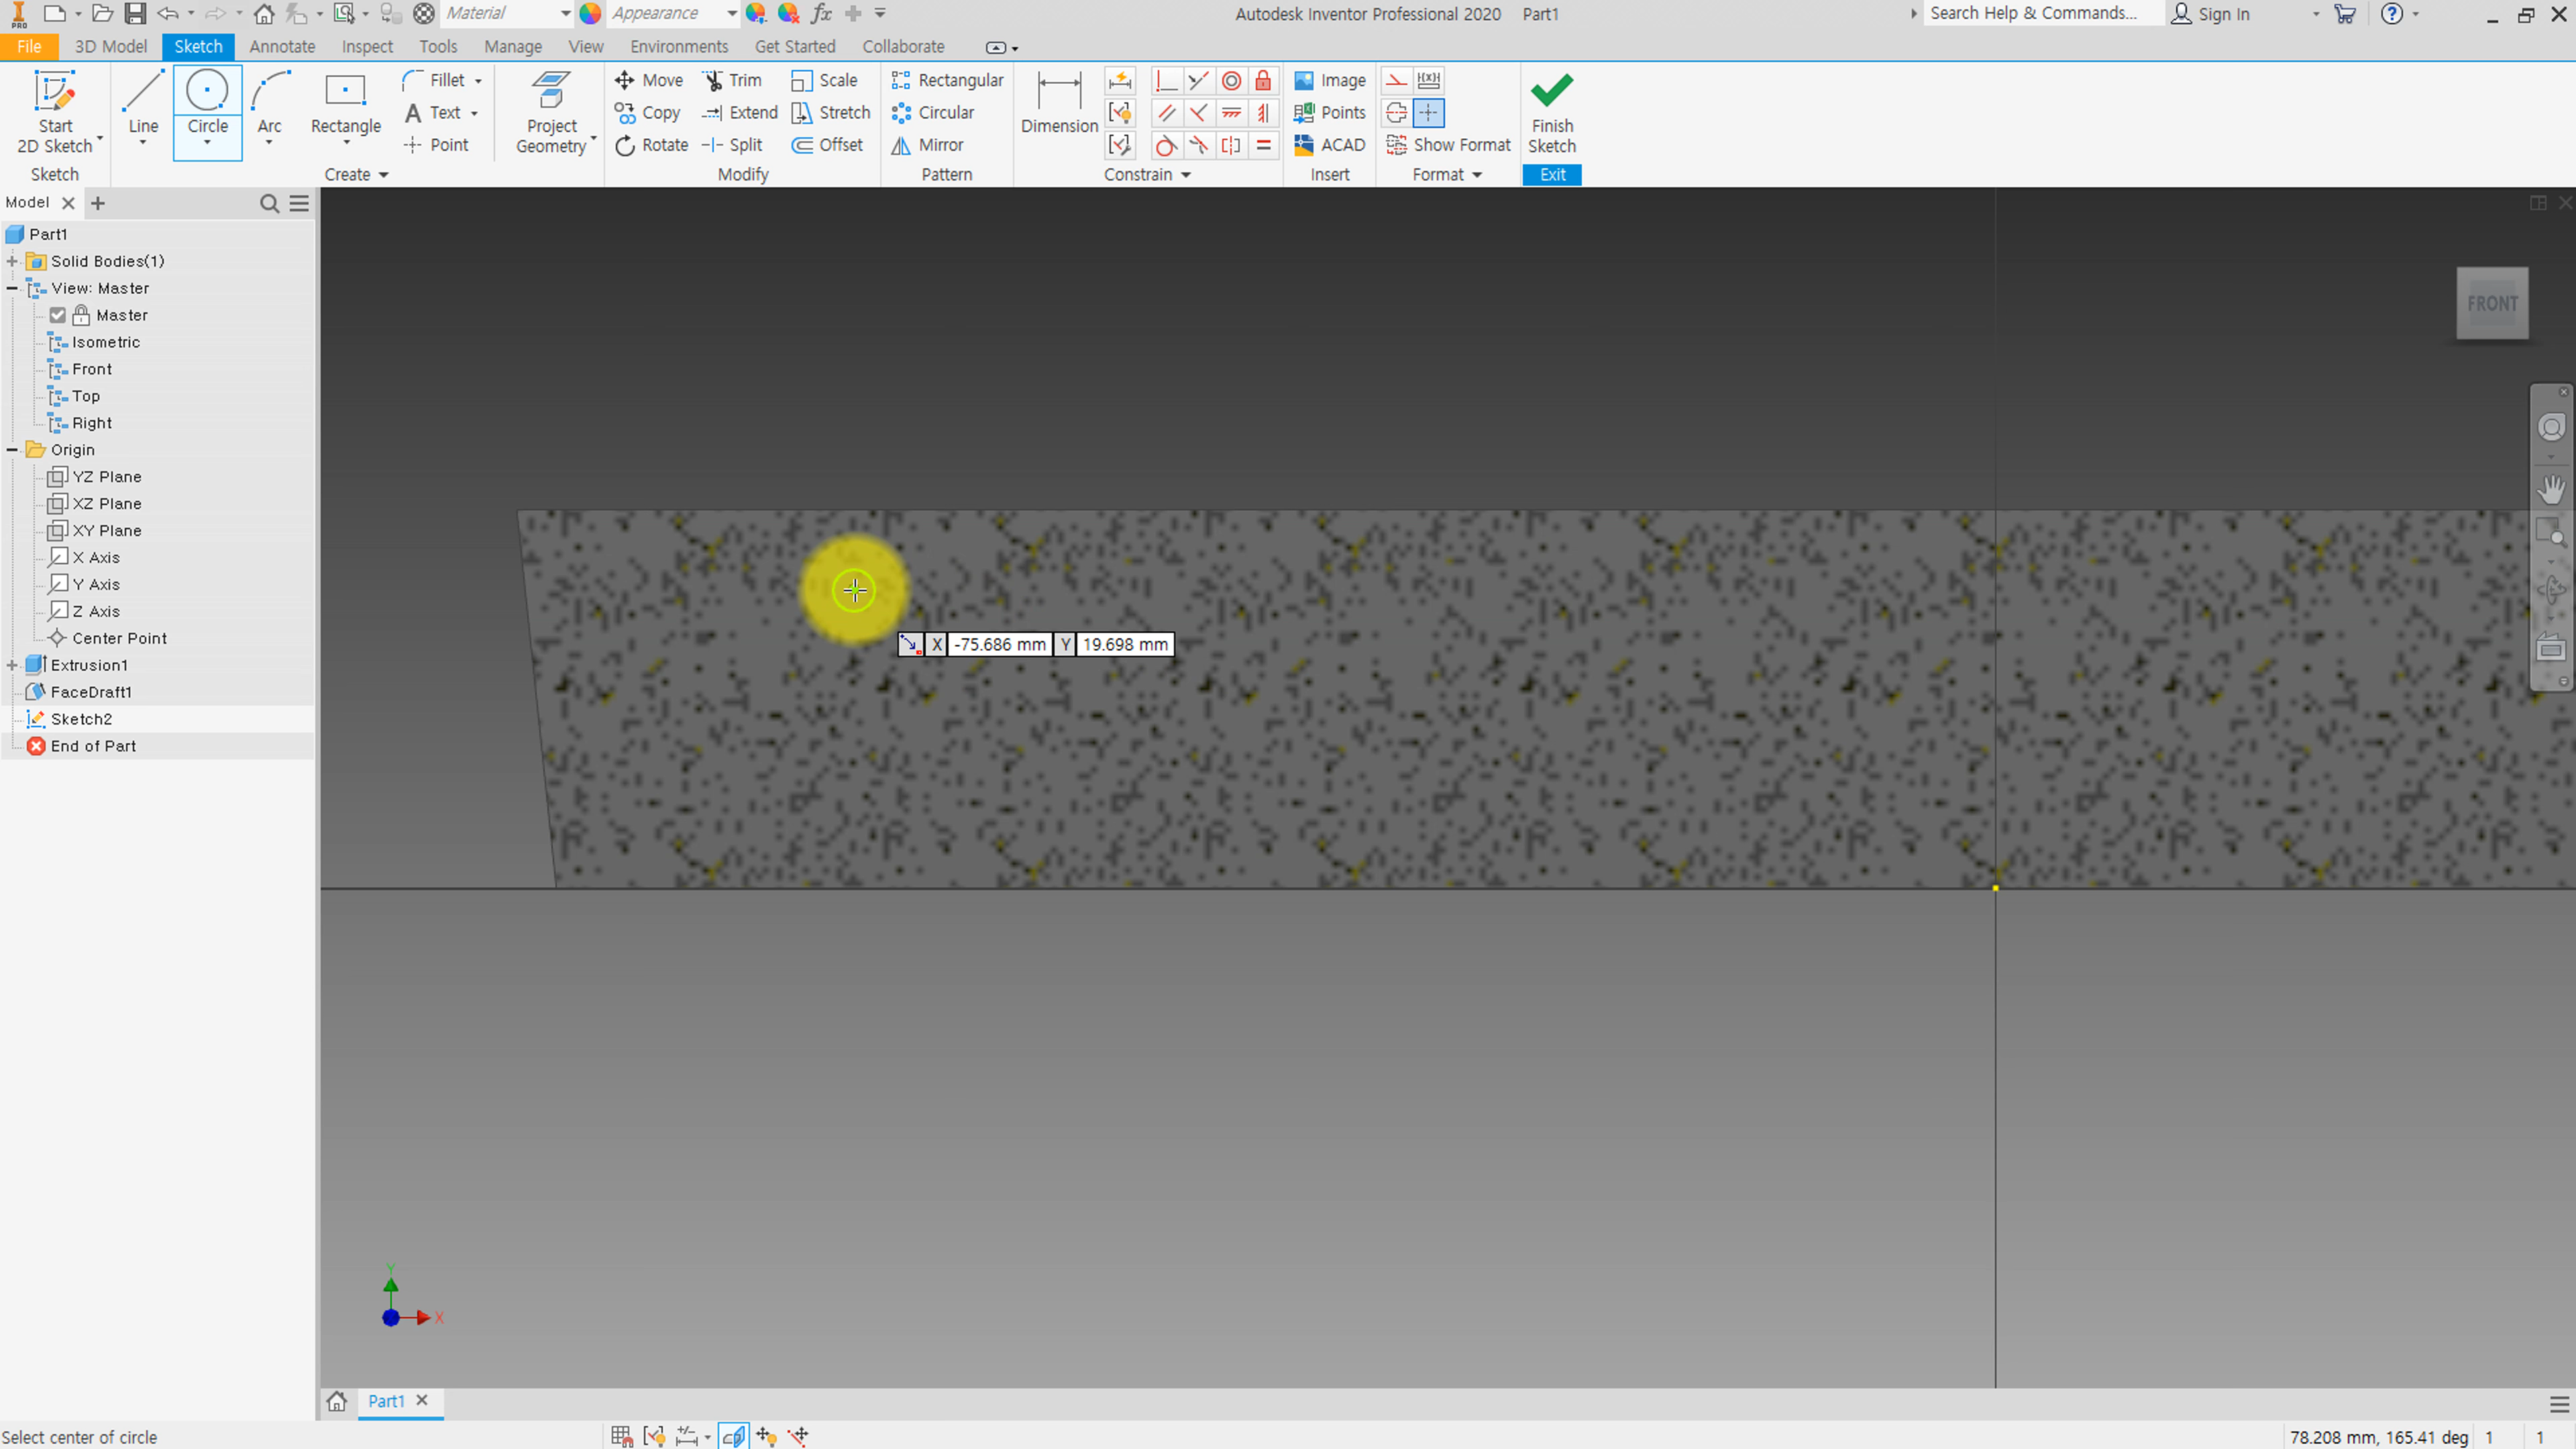 PRO Material Appearance fx Autodesk Inventor Professional 2020 Part1 Search Help & Commands... Sign In
File 3D Model Sketch Annotate Inspect Tools Manage View Environments Get Started Collaborate
Start 2D Sketch
Line
Circle
Arc
Rectangle
Fillet
Text
Point
Project Geometry
Move Trim Scale
Copy Extend Stretch
Rotate Split Offset
Rectangular
Circular
Mirror
Dimension
Image
Points
ACAD
Show Format
Finish Sketch
Sketch Create Modify Pattern Constrain Insert Format Exit
Model
Part1
Solid Bodies(1)
View: Master
Master
Isometric
Front
Top
Right
Origin
YZ Plane
XZ Plane
XY Plane
X Axis
Y Axis
Z Axis
Center Point
Extrusion1
FaceDraft1
Sketch2
End of Part
FRONT
X -75.686 mm Y 19.698 mm
Y
X
Part1
Select center of circle
78.208 mm, 165.41 deg 1 1